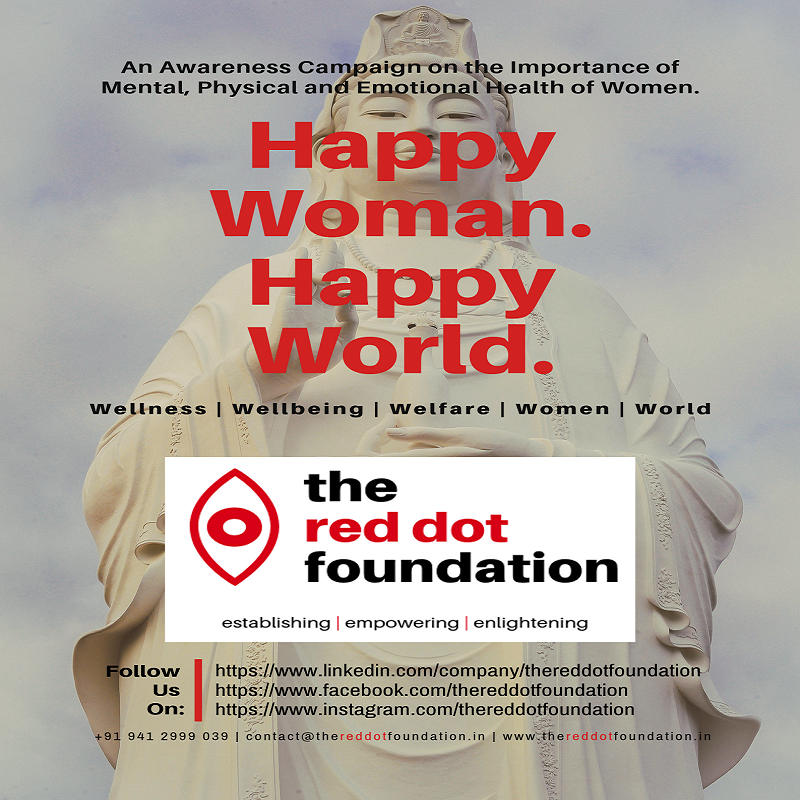 An Awareness Campaign on the Importance of
Mental, Physical and Emotional Health of Women.
Happy
Woman.
Happy
World.
Wellness | Wellbeing | Welfare | Women | World
the
red dot
foundation
establishing | empowering | enlightening
Follow
Us
On:
https://www.linkedin.com/company/thereddotfoundation
https://www.facebook.com/thereddotfoundation
https://www.instagram.com/thereddotfoundation
+91 941 2999 039 | contact@thereddotfoundation.in | www.thereddotfoundation.in